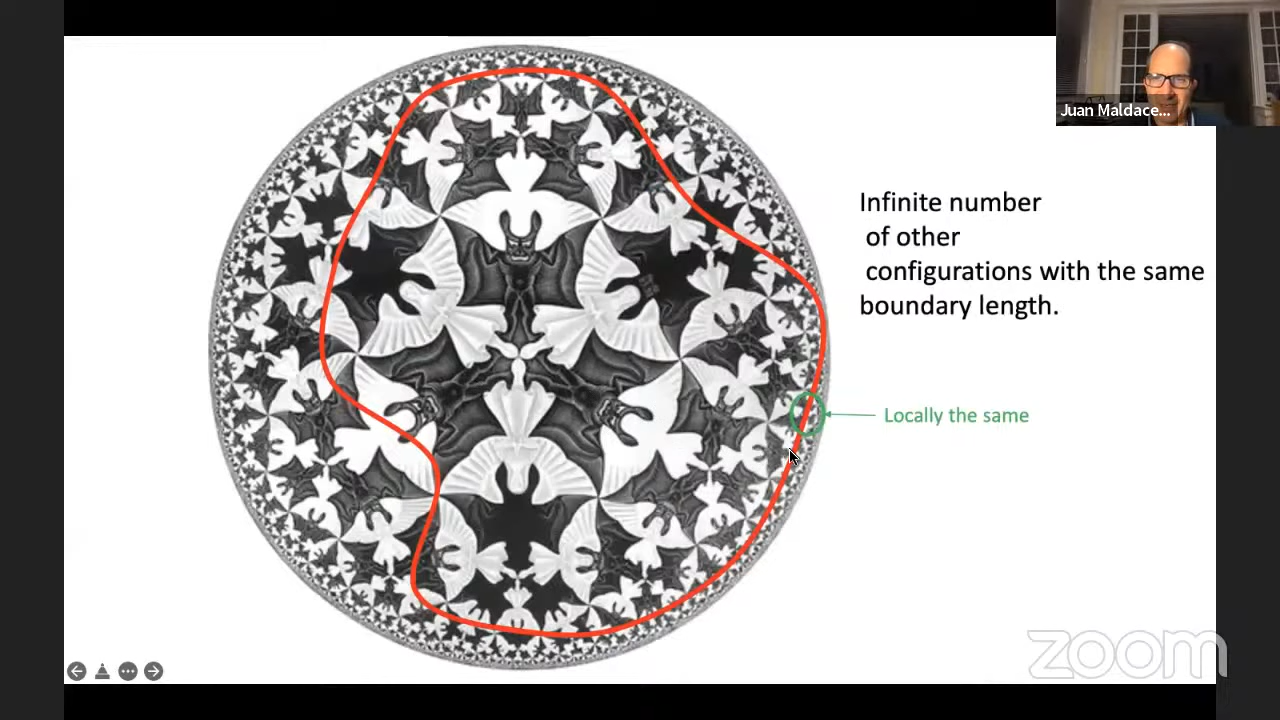 Juan Maldace...
Infinite number
of other
configurations with the same
boundary length.
Locally the same
zoom